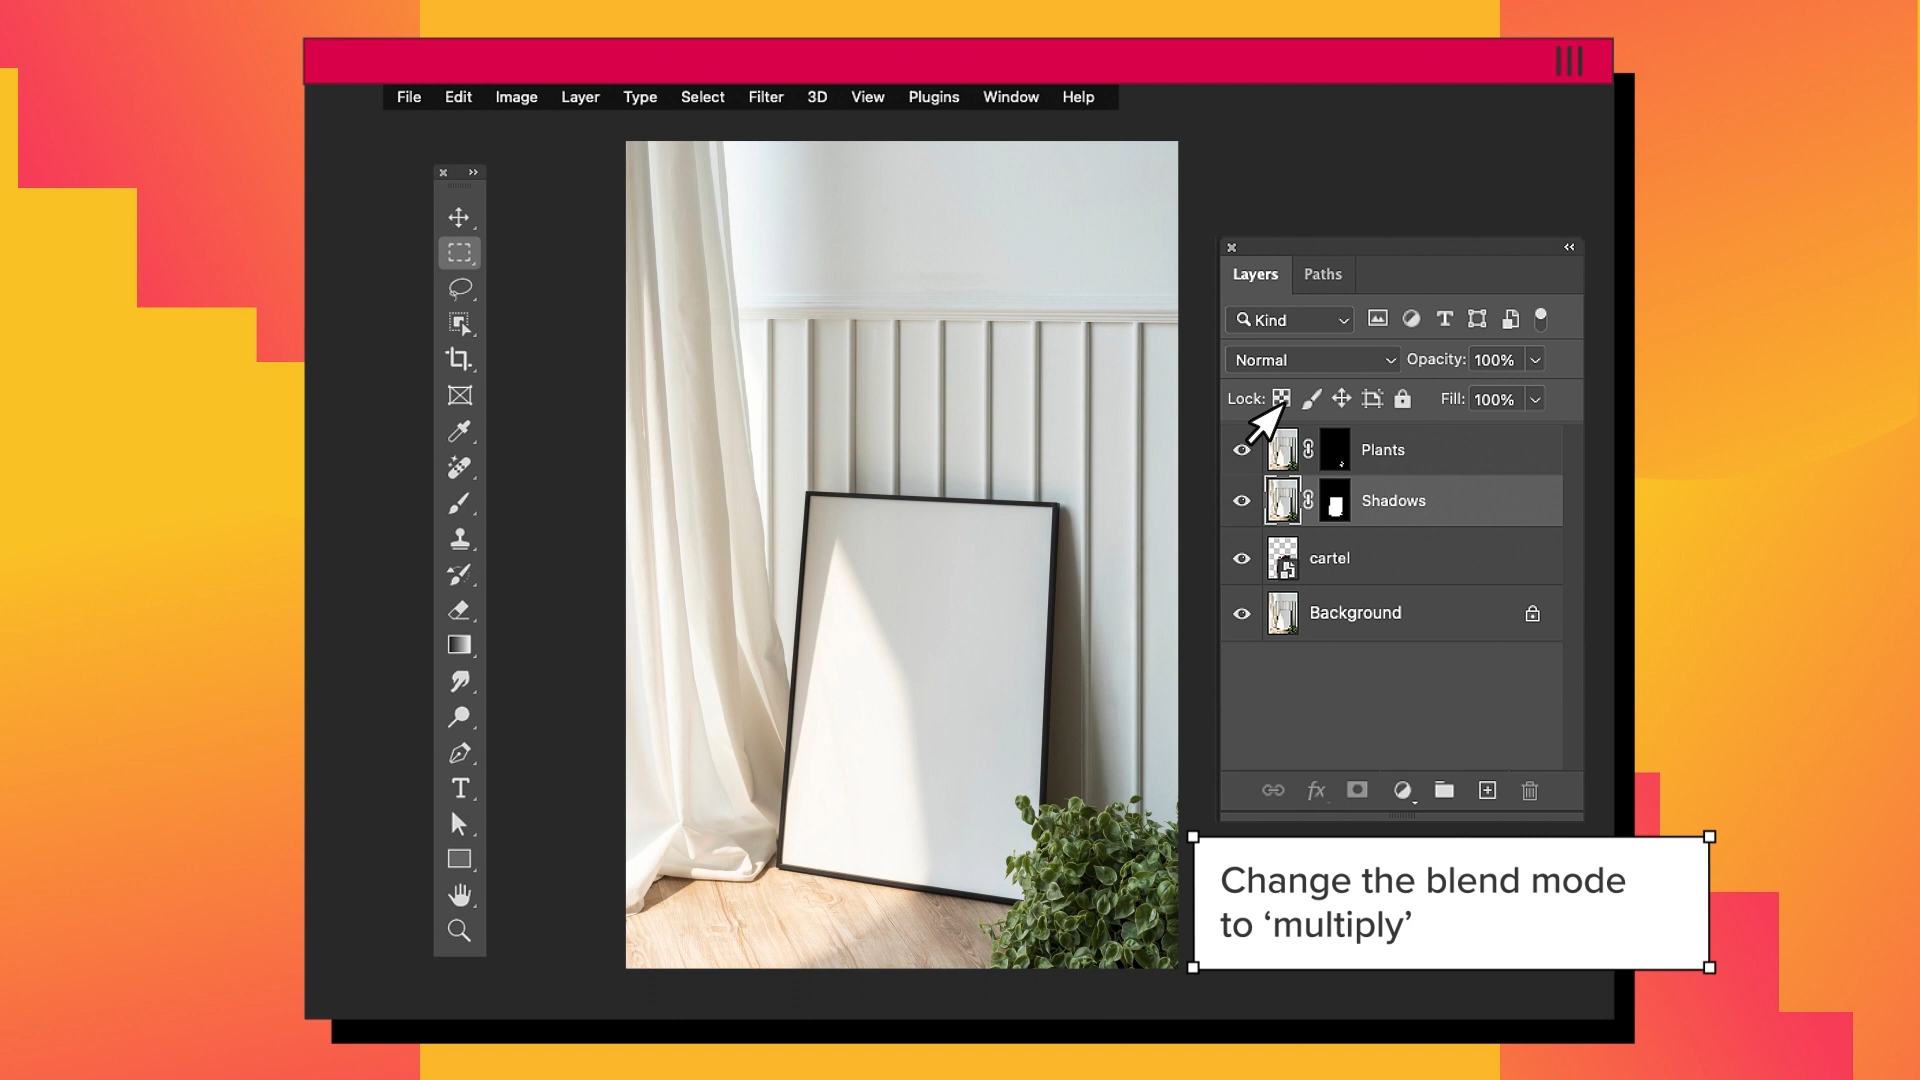 File Edit Image Layer Type Select Filter 3D View Plugins Window Help
Layers Paths
Kind
Normal Opacity: 100%
Lock: Fill: 100%
Plants
Shadows
cartel
Background
fx
T
Change the blend mode
to ‘multiply’